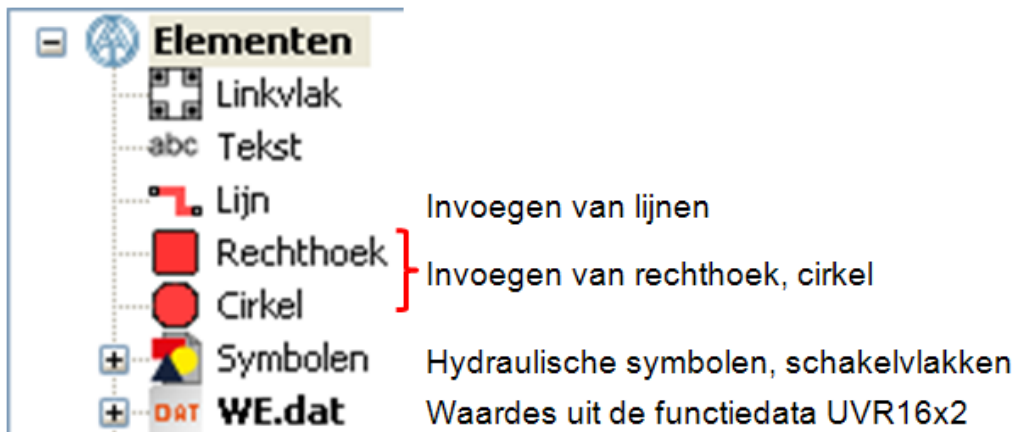 Elementen
Linkvlak
abc Tekst
Lijn Invoegen van lijnen
Rechthoek
Invoegen van rechthoek, cirkel
Cirkel
Symbolen Hydraulische symbolen, schakelvlakken
DAT WE.dat Waardes uit de functiedata UVR16x2